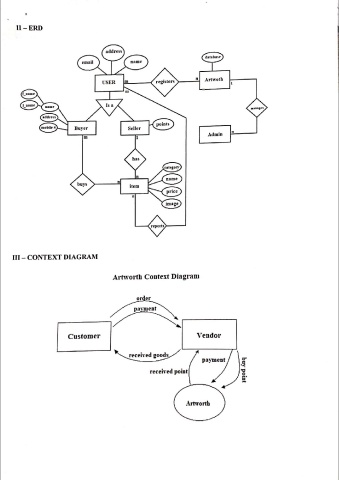 II – ERD
address
email
name
database
USER
registers
Artworth
Is a
f_name
l_name
name
address
mobile #
Buyer
Seller
points
manages
Admin
has
buys
Item
category
name
price
image
reports
III – CONTEXT DIAGRAM
Artworth Context Diagram
order
payment
Customer
Vendor
received goods
payment
buy point
received point
Artworth